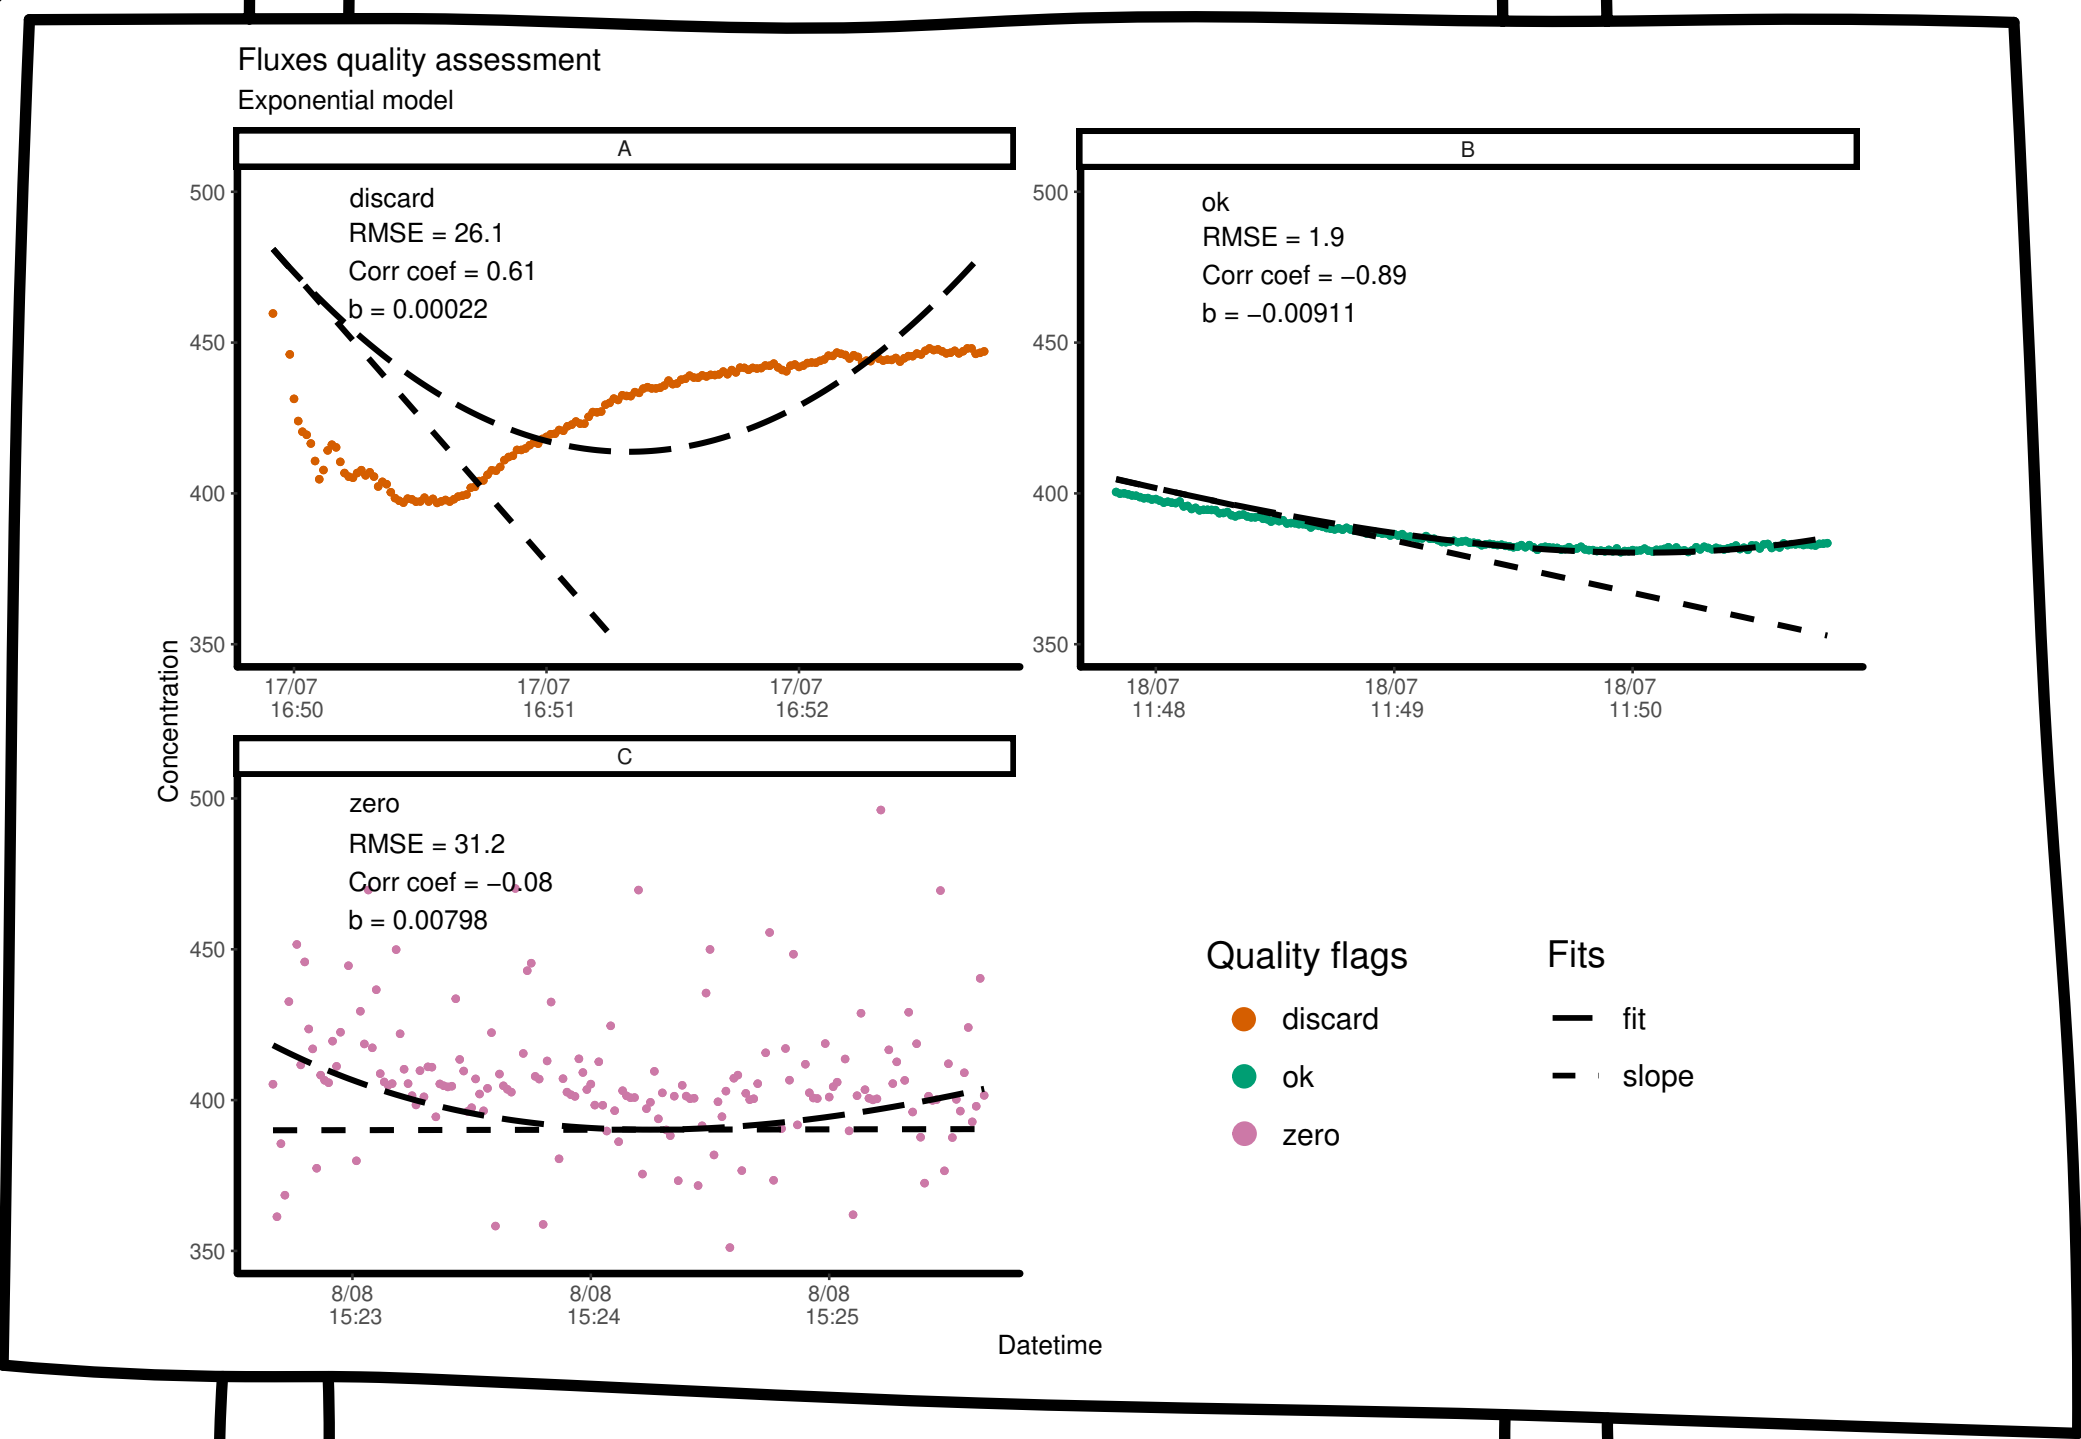 Fluxes quality assessment
Exponential model
A
discard
RMSE = 26.1
Corr coef = 0.61
b = 0.00022
500
450
400
350
17/07
16:50
17/07
16:51
17/07
16:52
B
ok
RMSE = 1.9
Corr coef = −0.89
b = −0.00911
500
450
400
350
18/07
11:48
18/07
11:49
18/07
11:50
Concentration
C
zero
RMSE = 31.2
Corr coef = −0.08
b = 0.00798
500
450
400
350
8/08
15:23
8/08
15:24
8/08
15:25
Datetime
Quality flags
discard
ok
zero
Fits
fit
slope